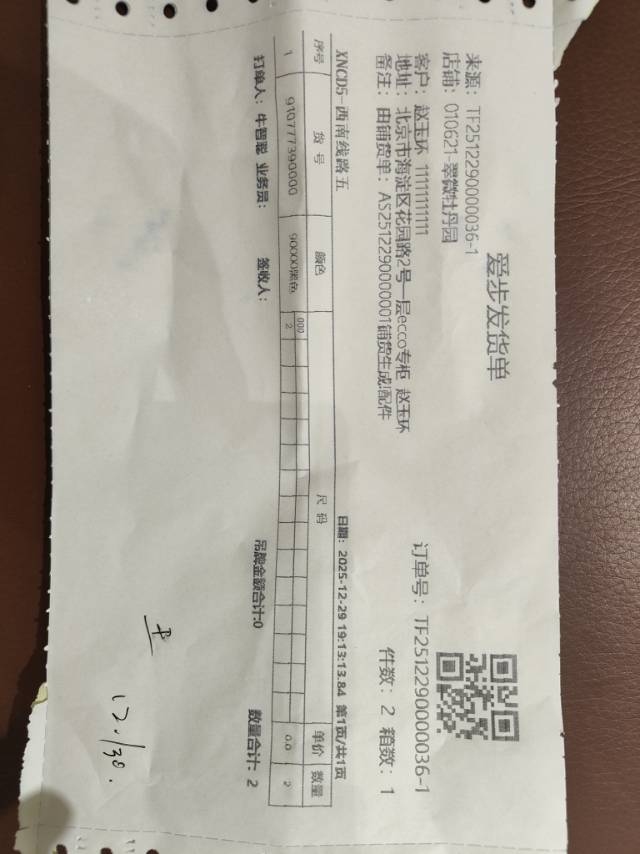 爱步发货单
来源：TF2512290000036-1
店铺：010621-翠微牡丹园
订单号：TF2512290000036-1
客户：赵玉环 11111111111
地址：北京市海淀区花园路2号一层ecco专柜 赵玉环
件数：2 箱数：1
备注：由铺货单：AS2512290000001铺货生成!配件
XNCD5-西南线路五
日期：2025-12-29 19:13:13.84 第1页/共1页
序号 货号 颜色 尺码 单价 数量
000
1 910777390000 90000黑色 2 0.0 2
打单人：牛智聪 业务员： 签收人： 吊牌金额合计:0 数量合计：2
12/30.